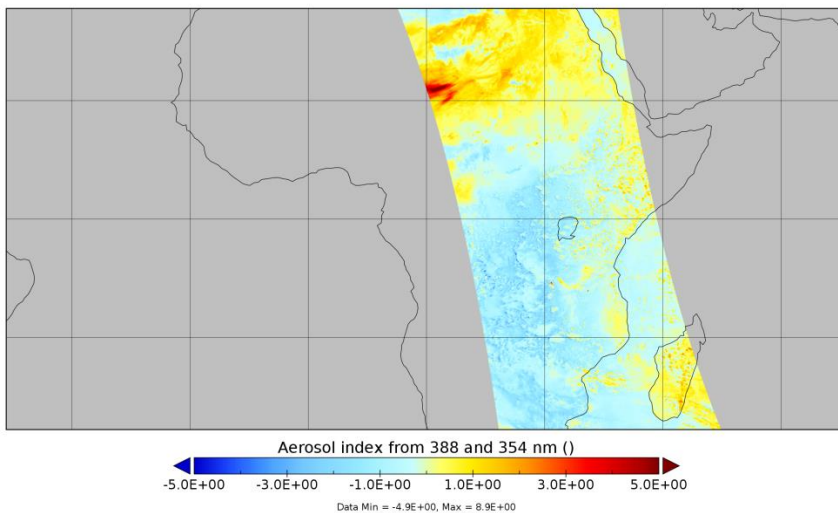 Aerosol index from 388 and 354 nm ()
-5.0E+00 -3.0E+00 -1.0E+00 1.0E+00 3.0E+00 5.0E+00
Data Min = -4.9E+00, Max = 8.9E+00